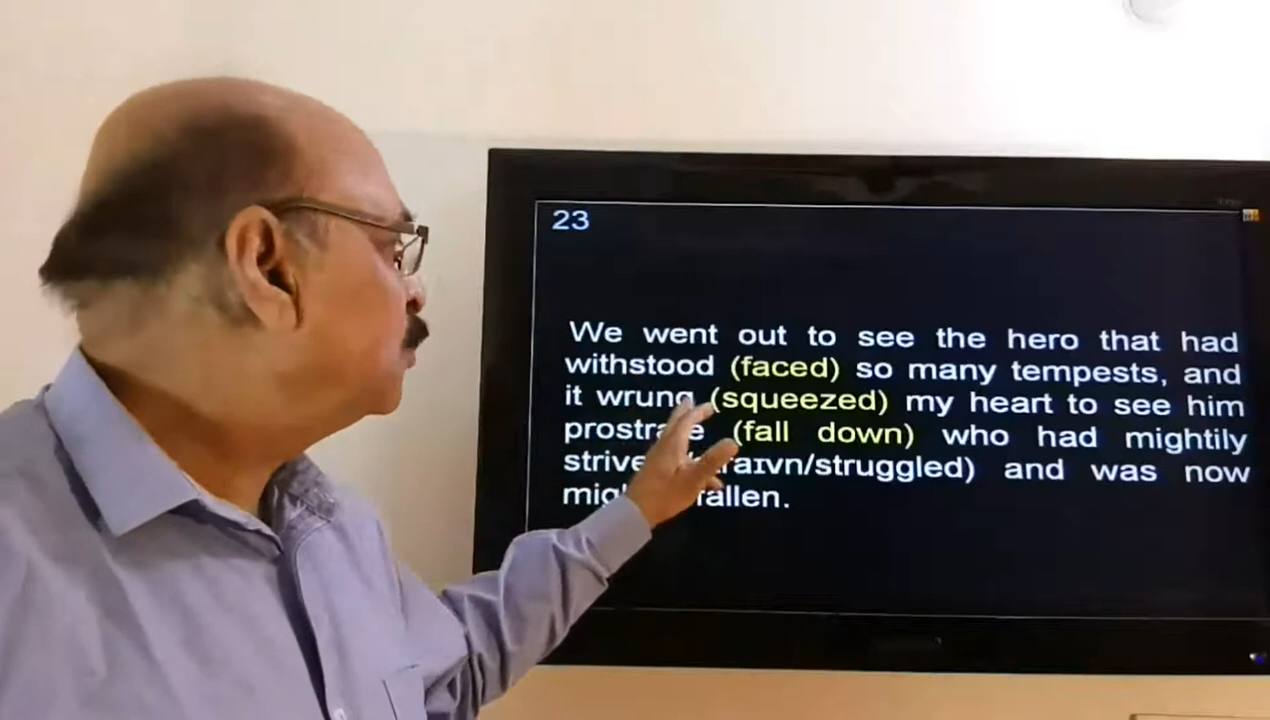 23
We went out to see the hero that had
withstood (faced) so many tempests, and
it wrung (squeezed) my heart to see him
(fall down) who had mightily
and was now
fallen.